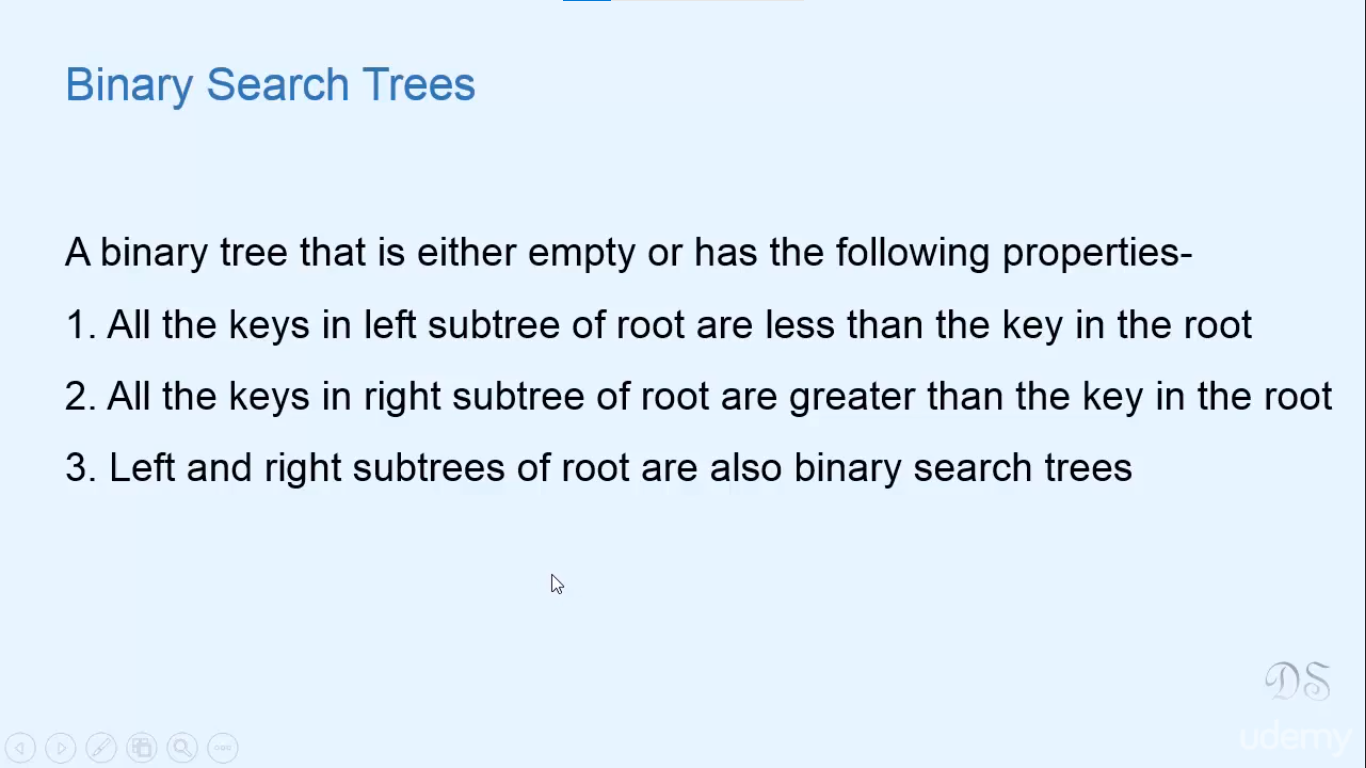 Binary Search Trees
A binary tree that is either empty or has the following properties-
1. All the keys in left subtree of root are less than the key in the root
2. All the keys in right subtree of root are greater than the key in the root
3. Left and right subtrees of root are also binary search trees
DS
udemy